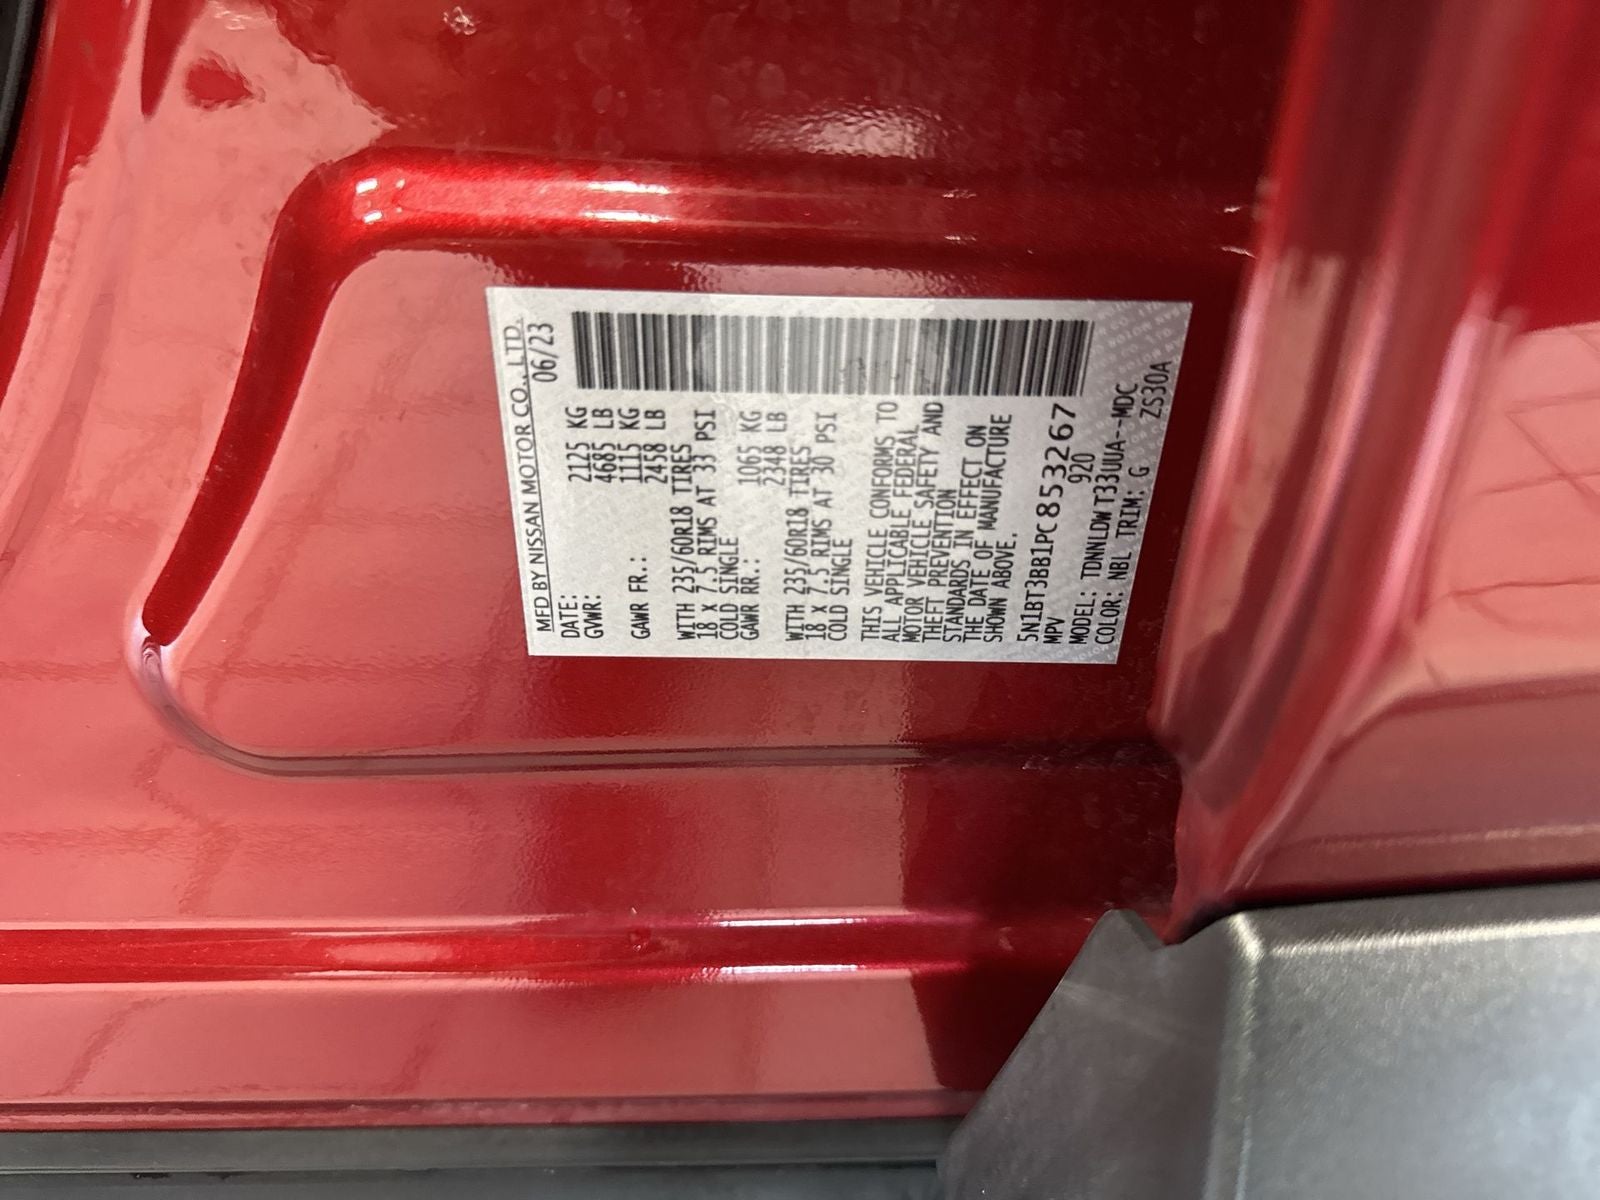 MFD BY NISSAN MOTOR CO., LTD.
DATE: 06/23
GVWR: 2125 KG
4685 LB
GAWR FR.: 1115 KG
2458 LB
WITH 235/60R18 TIRES
18 x 7.5 RIMS AT 33 PSI
COLD SINGLE
GAWR RR.: 1065 KG
2348 LB
WITH 235/60R18 TIRES
18 x 7.5 RIMS AT 30 PSI
COLD SINGLE
THIS VEHICLE CONFORMS TO
ALL APPLICABLE FEDERAL
MOTOR VEHICLE SAFETY AND
THEFT PREVENTION
STANDARDS IN EFFECT ON
THE DATE OF MANUFACTURE
SHOWN ABOVE.
5N1BT3BB1PC853267
MPV 920
MODEL: TDNNLDW T33UUA--MDC
COLOR: NBL TRIM: G ZS30A